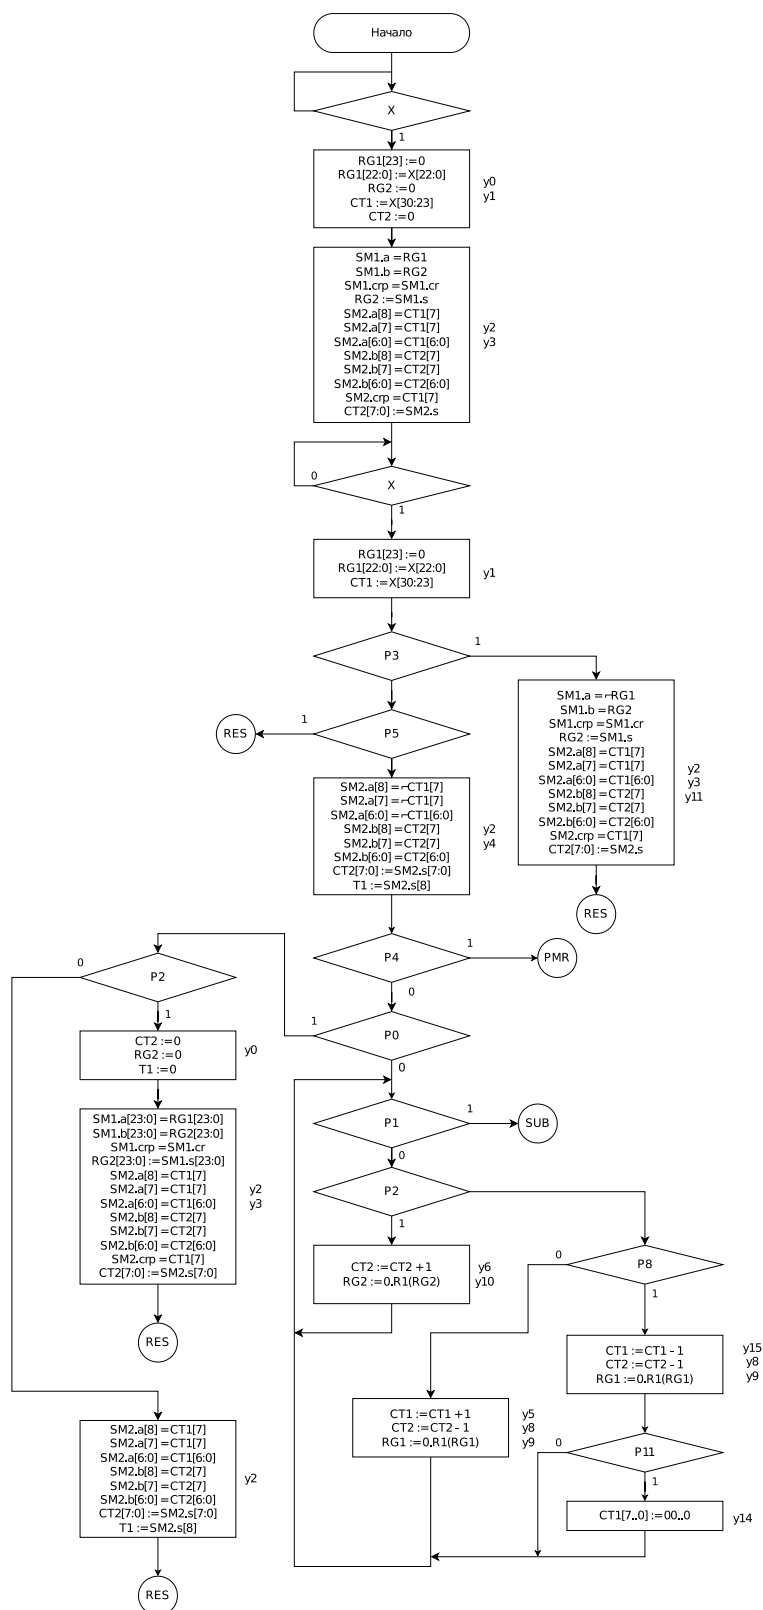 Начало
X
1
RG1[23] := 0
RG1[22:0] := X[22:0]
RG2 := 0
CT1 := X[30:23]
CT2 := 0
y0
y1
SM1.a = RG1
SM1.b = RG2
SM1.crp = SM1.cr
RG2 := SM1.s
SM2.a[8] = CT1[7]
SM2.a[7] = CT1[7]
SM2.a[6:0] = CT1[6:0]
SM2.b[8] = CT2[7]
SM2.b[7] = CT2[7]
SM2.b[6:0] = CT2[6:0]
SM2.crp = CT1[7]
CT2[7:0] := SM2.s
y2
y3
0
X
1
RG1[23] := 0
RG1[22:0] := X[22:0]
CT1 := X[30:23]
y1
P3
1
SM1.a = ⌐RG1
SM1.b = RG2
SM1.crp = SM1.cr
RG2 := SM1.s
SM2.a[8] = CT1[7]
SM2.a[7] = CT1[7]
SM2.a[6:0] = CT1[6:0]
SM2.b[8] = CT2[7]
SM2.b[7] = CT2[7]
SM2.b[6:0] = CT2[6:0]
SM2.crp = CT1[7]
CT2[7:0] := SM2.s
y2
y3
y11
RES
RES
1
P5
SM2.a[8] = ⌐CT1[7]
SM2.a[7] = ⌐CT1[7]
SM2.a[6:0] = ⌐CT1[6:0]
SM2.b[8] = CT2[7]
SM2.b[7] = CT2[7]
SM2.b[6:0] = CT2[6:0]
CT2[7:0] := SM2.s[7:0]
T1 := SM2.s[8]
y2
y4
P4
1
PMR
0
1
P0
0
0
P2
1
CT2 := 0
RG2 := 0
T1 := 0
y0
SM1.a[23:0] = RG1[23:0]
SM1.b[23:0] = RG2[23:0]
SM1.crp = SM1.cr
RG2[23:0] := SM1.s[23:0]
SM2.a[8] = CT1[7]
SM2.a[7] = CT1[7]
SM2.a[6:0] = CT1[6:0]
SM2.b[8] = CT2[7]
SM2.b[7] = CT2[7]
SM2.b[6:0] = CT2[6:0]
SM2.crp = CT1[7]
CT2[7:0] := SM2.s[7:0]
y2
y3
RES
P1
1
SUB
0
P2
1
CT2 := CT2 + 1
RG2 := 0.R1(RG2)
y6
y10
0
P8
1
CT1 := CT1 - 1
CT2 := CT2 - 1
RG1 := 0.R1(RG1)
y15
y8
y9
CT1 := CT1 + 1
CT2 := CT2 - 1
RG1 := 0.R1(RG1)
y5
y8
y9
0
P11
1
CT1[7..0] := 00..0
y14
SM2.a[8] = CT1[7]
SM2.a[7] = CT1[7]
SM2.a[6:0] = CT1[6:0]
SM2.b[8] = CT2[7]
SM2.b[7] = CT2[7]
SM2.b[6:0] = CT2[6:0]
CT2[7:0] := SM2.s[7:0]
T1 := SM2.s[8]
y2
RES